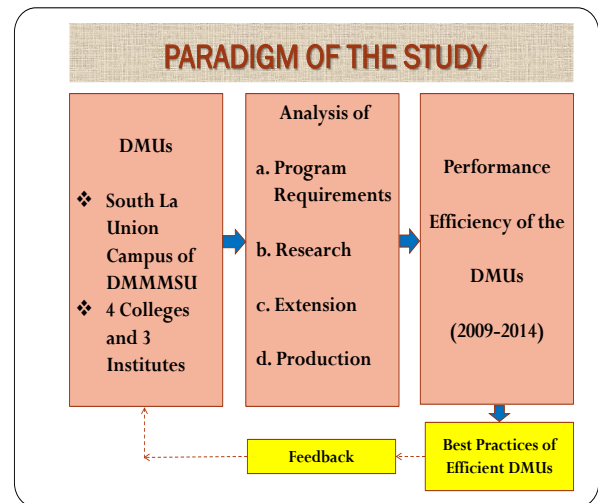 PARADIGM OF THE STUDY
DMUs
❖ South La
Union
Campus of
DMMMSU
❖ 4 Colleges
and 3
Institutes
Analysis of
a. Program
Requirements
b. Research
c. Extension
d. Production
Performance
Efficiency of the
DMUs
(2009-2014)
Feedback
Best Practices of
Efficient DMUs